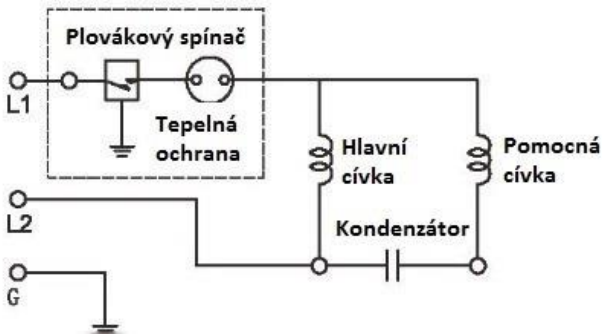 Plovákový spínač
L1
Tepelná
ochrana
Hlavní
cívka
Pomocná
cívka
L2
Kondenzátor
G